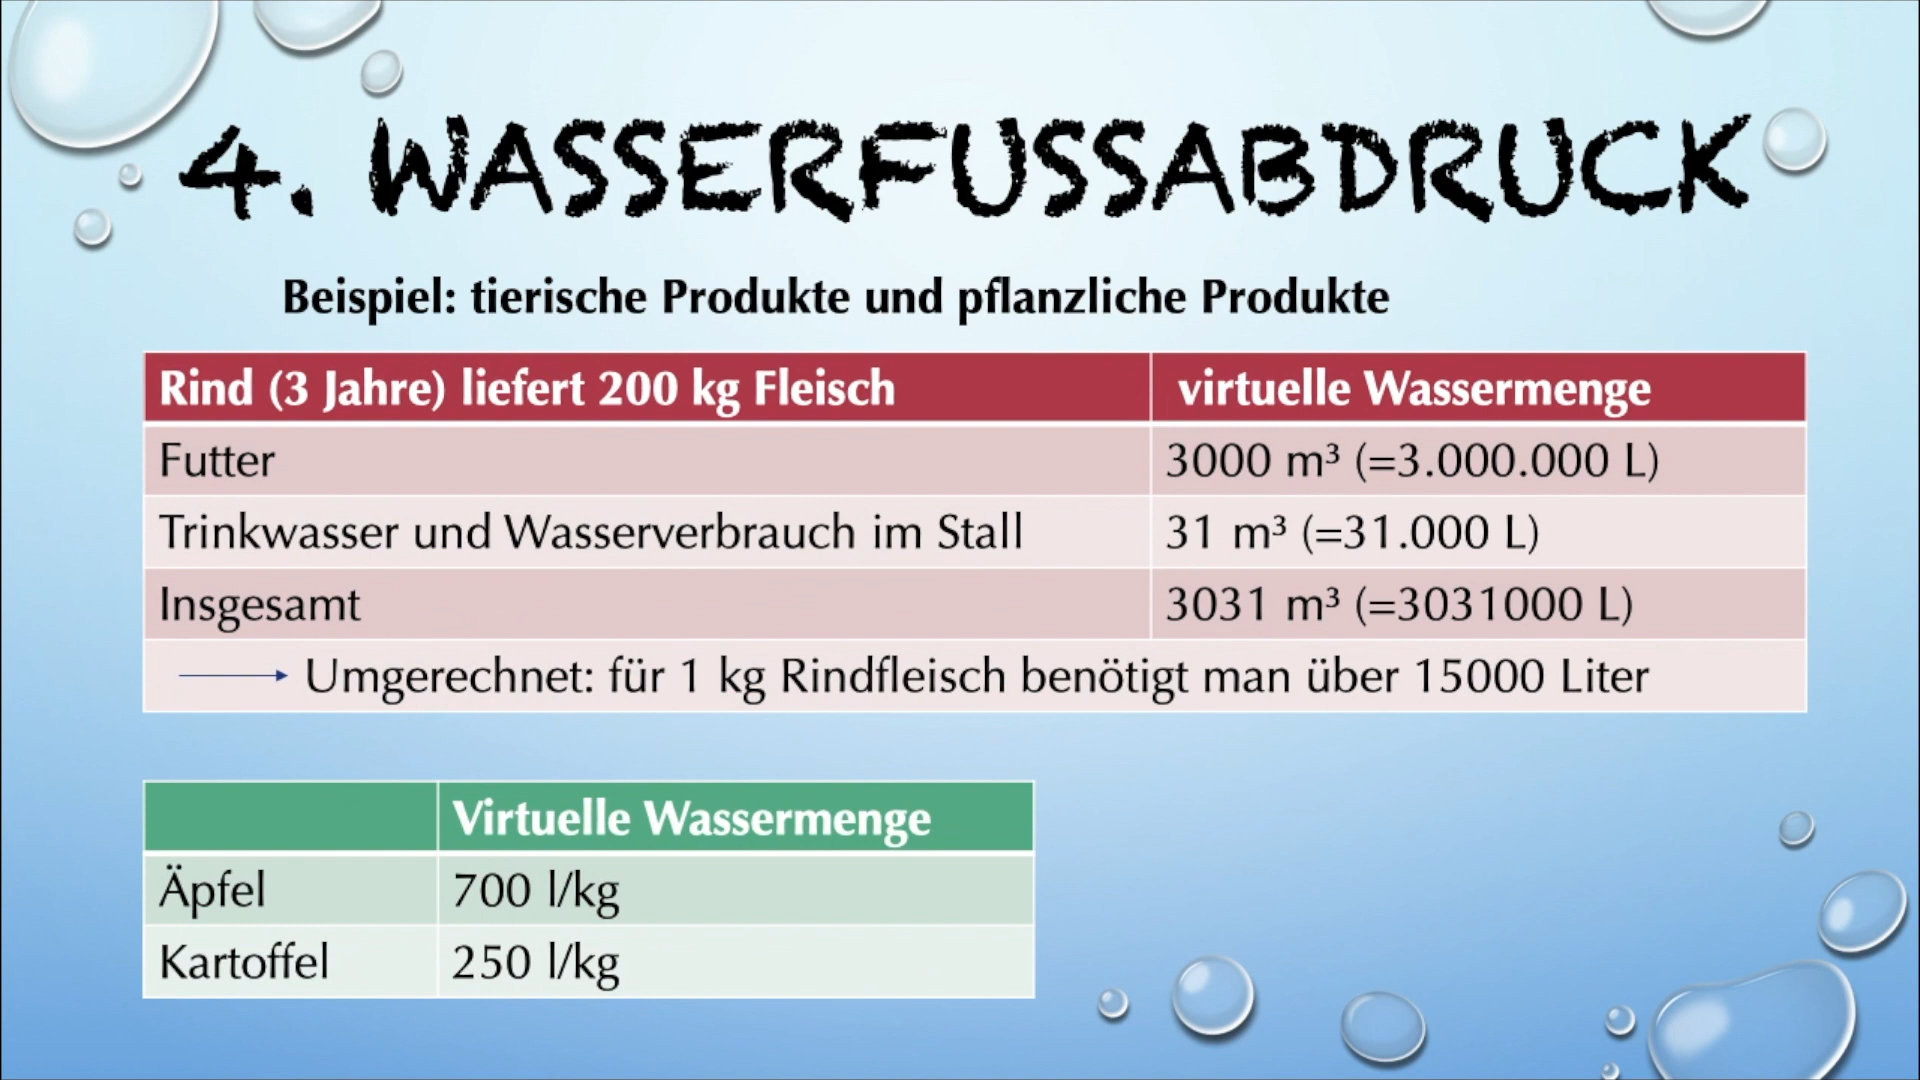 4. WASSERFUSSABDRUCK
Beispiel: tierische Produkte und pflanzliche Produkte
Rind (3 Jahre) liefert 200 kg Fleisch virtuelle Wassermenge
Futter 3000 m³ (=3.000.000 L)
Trinkwasser und Wasserverbrauch im Stall 31 m³ (=31.000 L)
Insgesamt 3031 m³ (=3031000 L)
Umgerechnet: für 1 kg Rindfleisch benötigt man über 15000 Liter
Virtuelle Wassermenge
Äpfel 700 l/kg
Kartoffel 250 l/kg